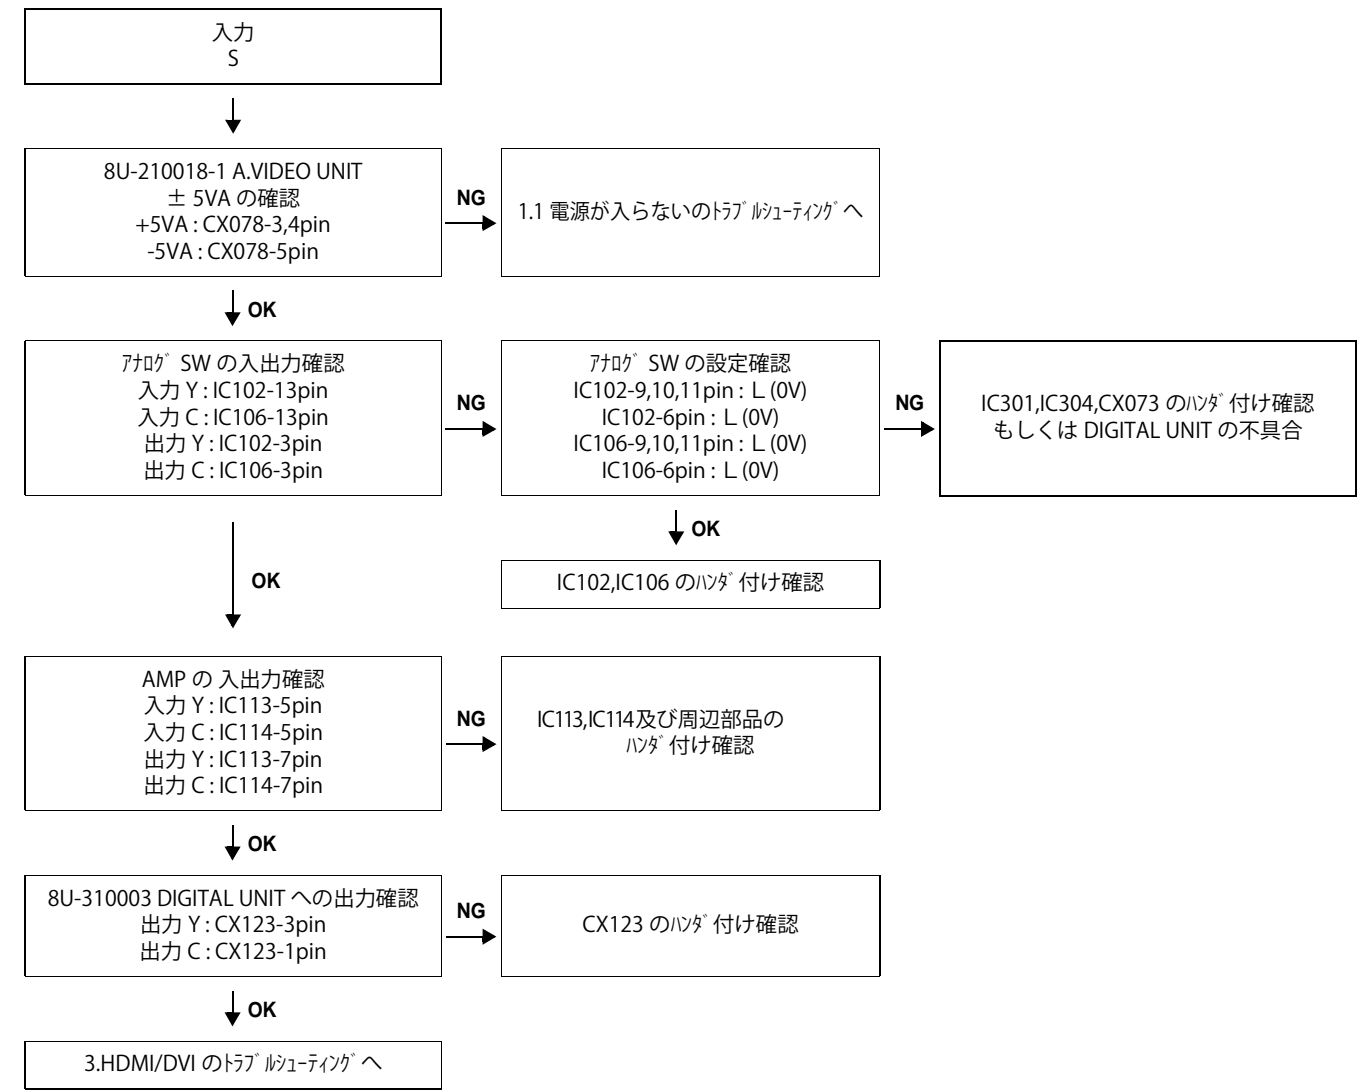 入力
S
8U-210018-1 A.VIDEO UNIT
± 5VA の確認
+5VA : CX078-3,4pin
-5VA : CX078-5pin
NG
1.1 電源が入らないのﾄﾗﾌﾞﾙｼｭｰﾃｨﾝｸﾞへ
OK
ｱﾅﾛｸﾞ SW の入出力確認
入力 Y : IC102-13pin
入力 C : IC106-13pin
出力 Y : IC102-3pin
出力 C : IC106-3pin
NG
ｱﾅﾛｸﾞ SW の設定確認
IC102-9,10,11pin : L (0V)
IC102-6pin : L (0V)
IC106-9,10,11pin : L (0V)
IC106-6pin : L (0V)
NG
IC301,IC304,CX073 のﾊﾝﾀﾞ付け確認
もしくは DIGITAL UNIT の不具合
OK
IC102,IC106 のﾊﾝﾀﾞ付け確認
OK
AMP の 入出力確認
入力 Y : IC113-5pin
入力 C : IC114-5pin
出力 Y : IC113-7pin
出力 C : IC114-7pin
NG
IC113,IC114及び周辺部品の
ﾊﾝﾀﾞ付け確認
OK
8U-310003 DIGITAL UNIT への出力確認
出力 Y : CX123-3pin
出力 C : CX123-1pin
NG
CX123 のﾊﾝﾀﾞ付け確認
OK
3.HDMI/DVI のﾄﾗﾌﾞﾙｼｭｰﾃｨﾝｸﾞへ